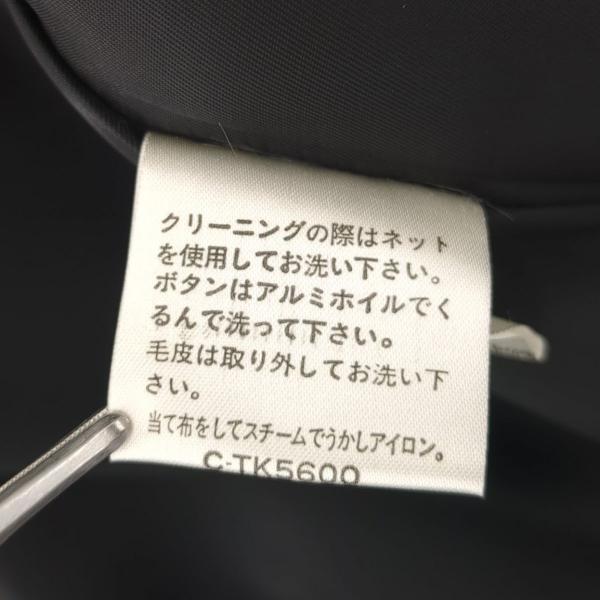 クリーニングの際はネット
を使用してお洗い下さい。
ボタンはアルミホイルでく
るんで洗って下さい。
毛皮は取り外してお洗い下
さい。
当て布をしてスチームでうかしアイロン。
C-TK5600